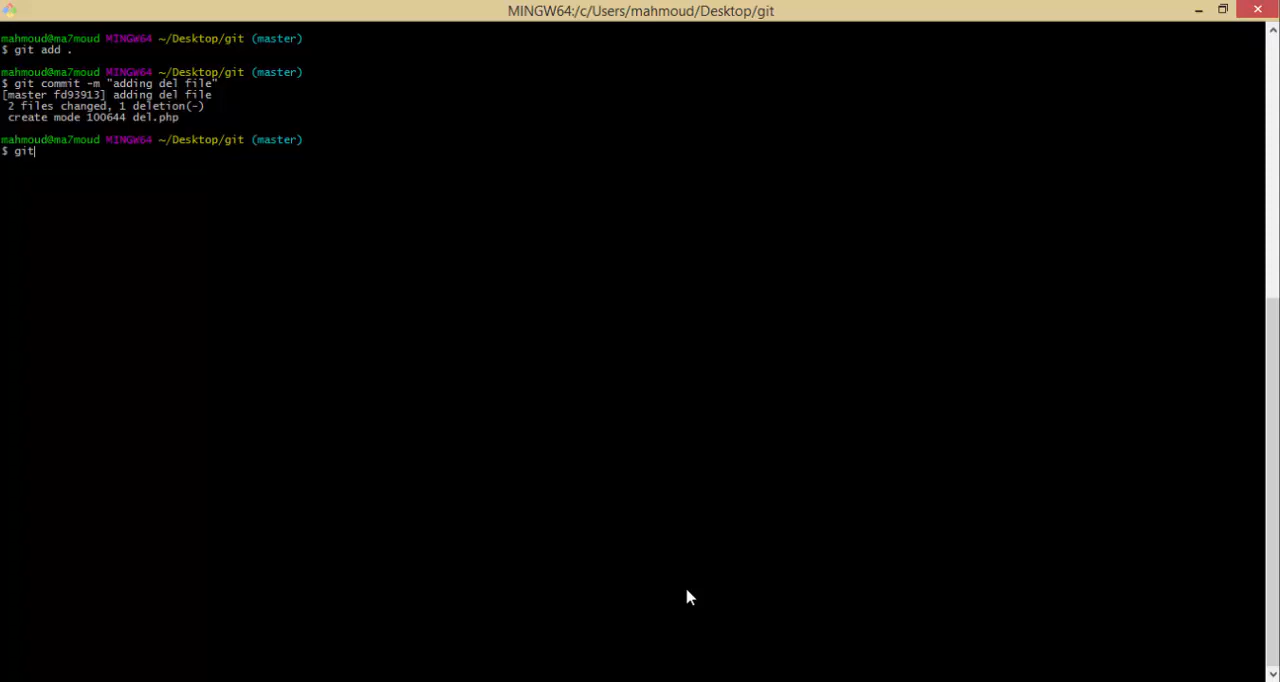 MINGW64:/c/Users/mahmoud/Desktop/git
mahmoud@ma7moud MINGW64 ~/Desktop/git (master)
$ git add .
mahmoud@ma7moud MINGW64 ~/Desktop/git (master)
$ git commit -m "adding del file"
[master fd93913] adding del file
 2 files changed, 1 deletion(-)
 create mode 100644 del.php
mahmoud@ma7moud MINGW64 ~/Desktop/git (master)
$ git